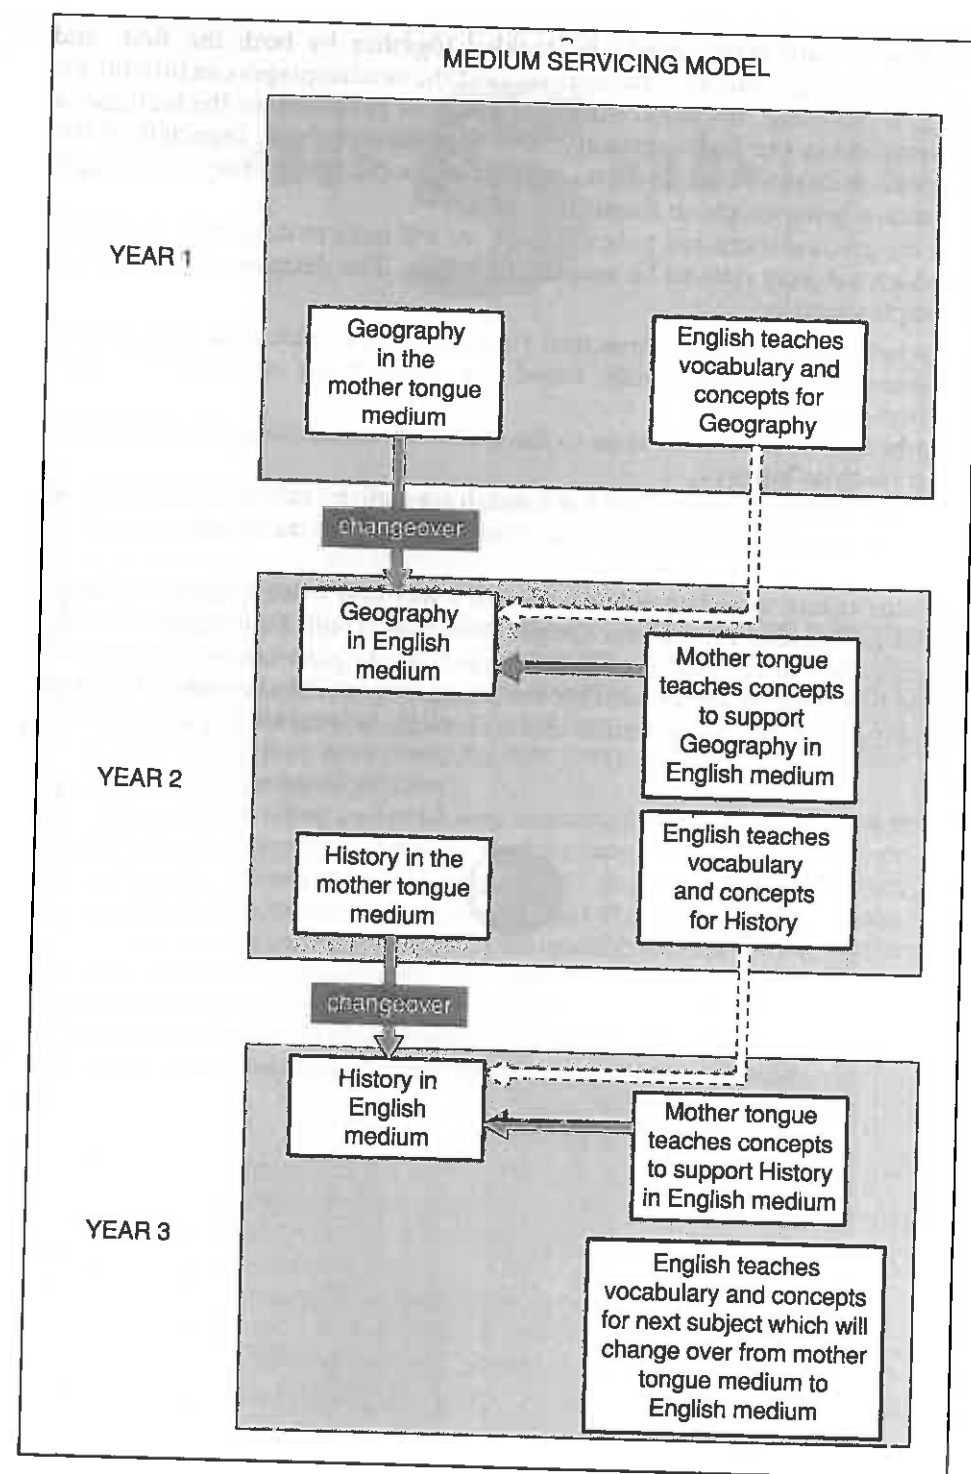 MEDIUM SERVICING MODEL
YEAR 1
Geography
in the
mother tongue
medium
English teaches
vocabulary and
concepts for
Geography
changeover
Geography
in English
medium
Mother tongue
teaches concepts
to support
Geography in
English medium
YEAR 2
History in the
mother tongue
medium
English teaches
vocabulary
and concepts
for History
changeover
History in
English
medium
Mother tongue
teaches concepts
to support History
in English medium
YEAR 3
English teaches
vocabulary and concepts
for next subject which will
change over from mother
tongue medium to
English medium